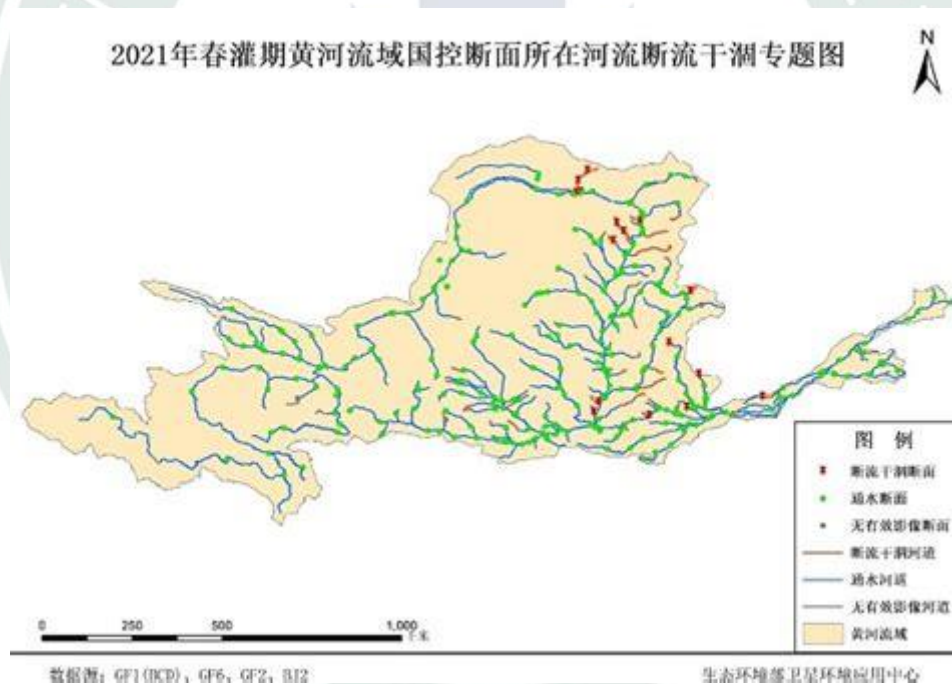 2021年春灌期黄河流域国控断面所在河流断流干涸专题图
N
图 例
断流干涸断面
通水断面
无有效影像断面
断流干涸河道
通水河道
无有效影像河道
黄河流域
0 250 500 1,000
千米
数据源: GF1(BCD), GF6, GF2, BJ2
生态环境部卫星环境应用中心